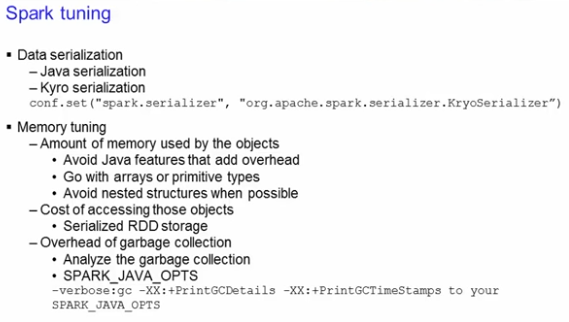 Spark tuning
▪ Data serialization
– Java serialization
– Kyro serialization
conf.set("spark.serializer", "org.apache.spark.serializer.KryoSerializer”)
▪ Memory tuning
– Amount of memory used by the objects
• Avoid Java features that add overhead
• Go with arrays or primitive types
• Avoid nested structures when possible
– Cost of accessing those objects
• Serialized RDD storage
– Overhead of garbage collection
• Analyze the garbage collection
• SPARK_JAVA_OPTS
-verbose:gc -XX:+PrintGCDetails -XX:+PrintGCTimeStamps to your
SPARK_JAVA_OPTS